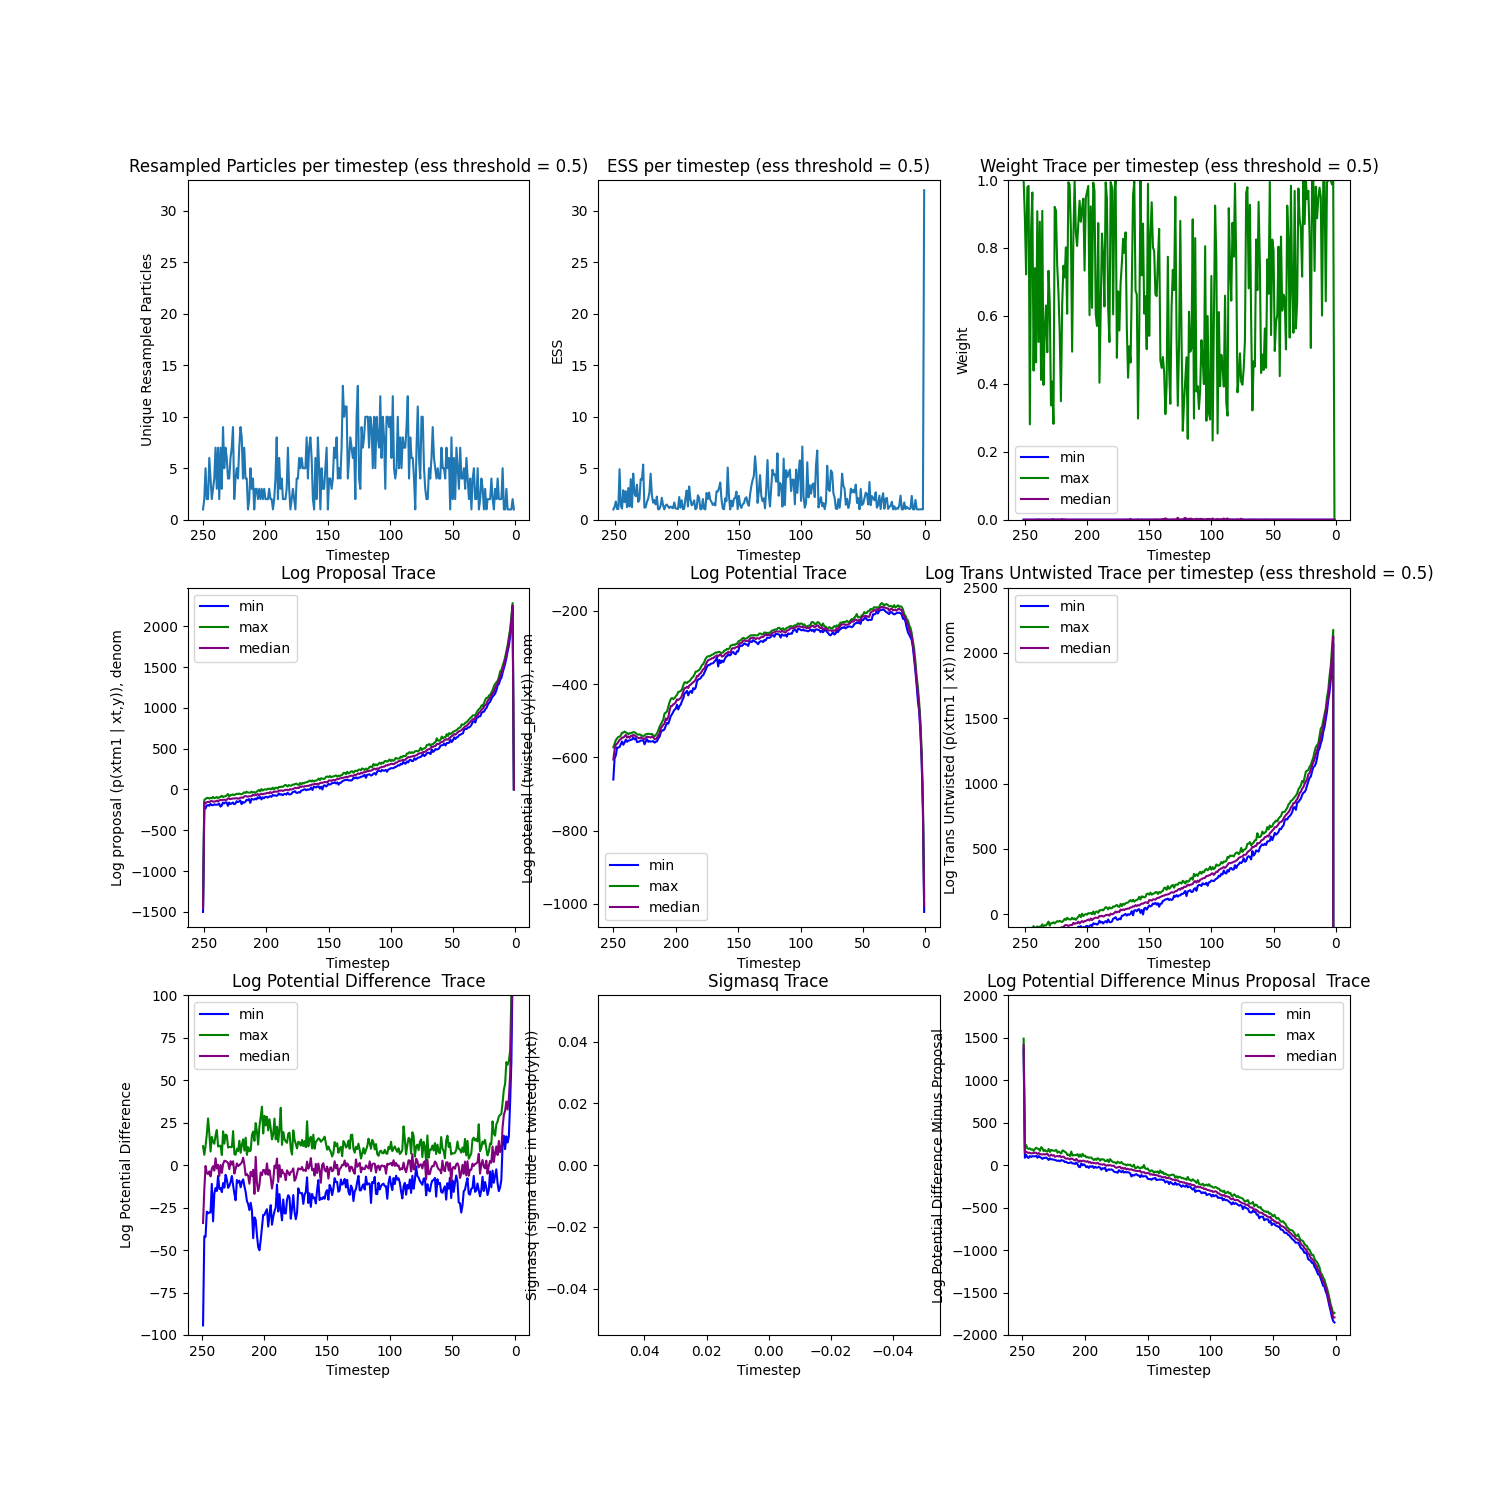 Resampled Particles per timestep (ess threshold = 0.5)
Unique Resampled Particles
30
25
20
15
10
5
0
250 200 150 100 50 0
Timestep
ESS per timestep (ess threshold = 0.5)
ESS
30
25
20
15
10
5
0
250 200 150 100 50 0
Timestep
Weight Trace per timestep (ess threshold = 0.5)
Weight
1.0
0.8
0.6
0.4
0.2
0.0
min
max
median
250 200 150 100 50 0
Timestep
Log Proposal Trace
Log proposal (p(xtm1 | xt,y)), denom
2000
1500
1000
500
0
−500
−1000
−1500
min
max
median
250 200 150 100 50 0
Timestep
Log Potential Trace
Log potential (twisted_p(y|xt)), nom
−200
−400
−600
−800
−1000
min
max
median
250 200 150 100 50 0
Timestep
Log Trans Untwisted Trace per timestep (ess threshold = 0.5)
Log Trans Untwisted (p(xtm1 | xt)) nom
2500
2000
1500
1000
500
0
min
max
median
250 200 150 100 50 0
Timestep
Log Potential Difference  Trace
Log Potential Difference
100
75
50
25
0
−25
−50
−75
−100
min
max
median
250 200 150 100 50 0
Timestep
Sigmasq Trace
Sigmasq (sigma tilde in twistedp(y|xt))
0.04
0.02
0.00
−0.02
−0.04
0.04 0.02 0.00 −0.02 −0.04
Timestep
Log Potential Difference Minus Proposal  Trace
Log Potential Difference Minus Proposal
2000
1500
1000
500
0
−500
−1000
−1500
−2000
min
max
median
250 200 150 100 50 0
Timestep